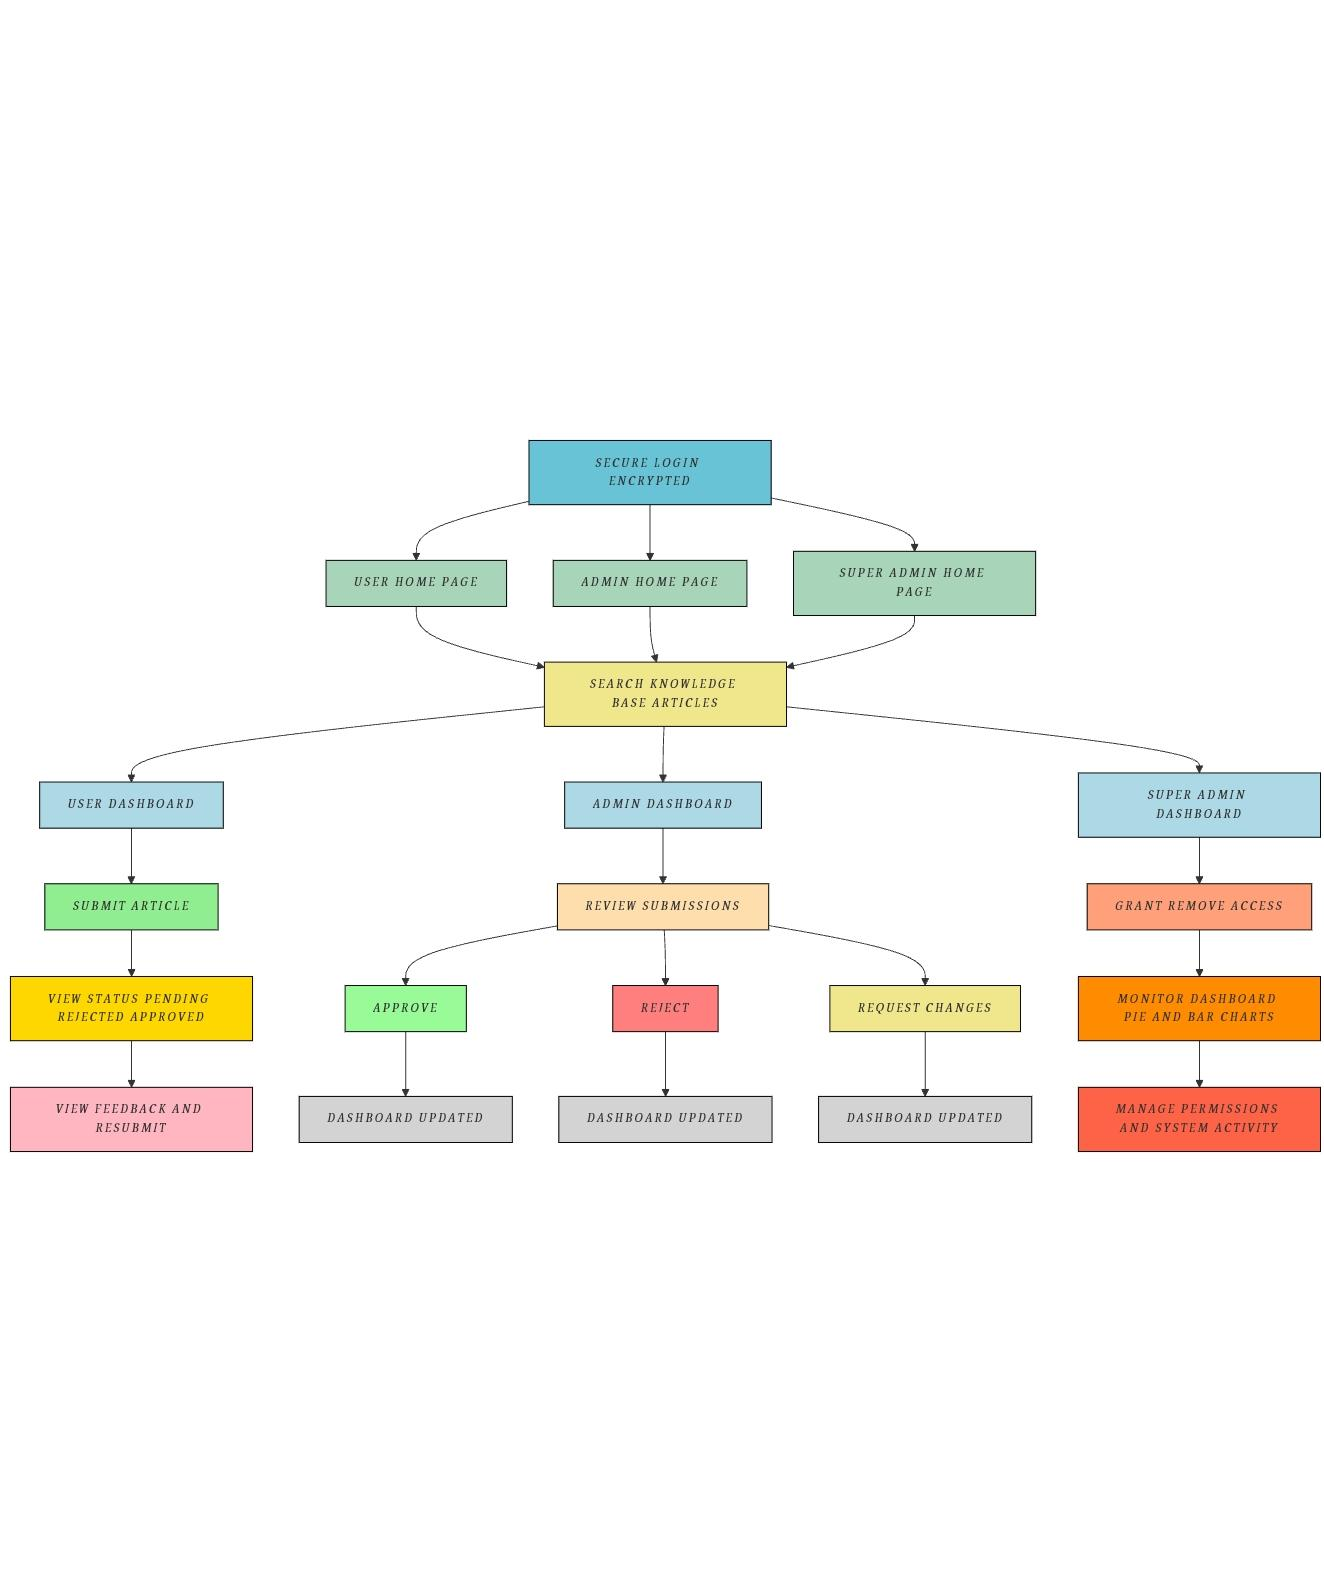 SECURE LOGIN
ENCRYPTED
USER HOME PAGE
ADMIN HOME PAGE
SUPER ADMIN HOME
PAGE
SEARCH KNOWLEDGE
BASE ARTICLES
USER DASHBOARD
ADMIN DASHBOARD
SUPER ADMIN
DASHBOARD
SUBMIT ARTICLE
REVIEW SUBMISSIONS
GRANT REMOVE ACCESS
VIEW STATUS PENDING
REJECTED APPROVED
APPROVE
REJECT
REQUEST CHANGES
MONITOR DASHBOARD
PIE AND BAR CHARTS
VIEW FEEDBACK AND
RESUBMIT
DASHBOARD UPDATED
DASHBOARD UPDATED
DASHBOARD UPDATED
MANAGE PERMISSIONS
AND SYSTEM ACTIVITY